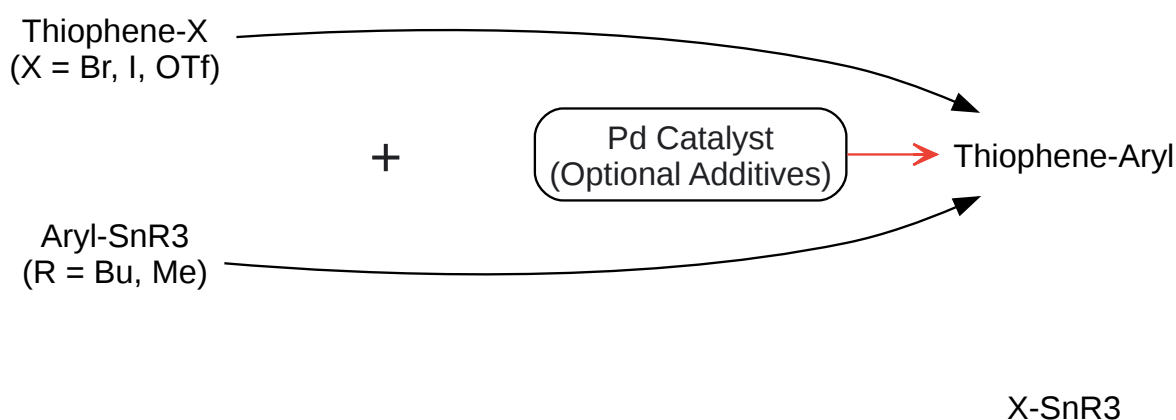 Thiophene-X
(X = Br, I, OTf)
+
Pd Catalyst
(Optional Additives)
Thiophene-Aryl
Aryl-SnR3
(R = Bu, Me)
X-SnR3